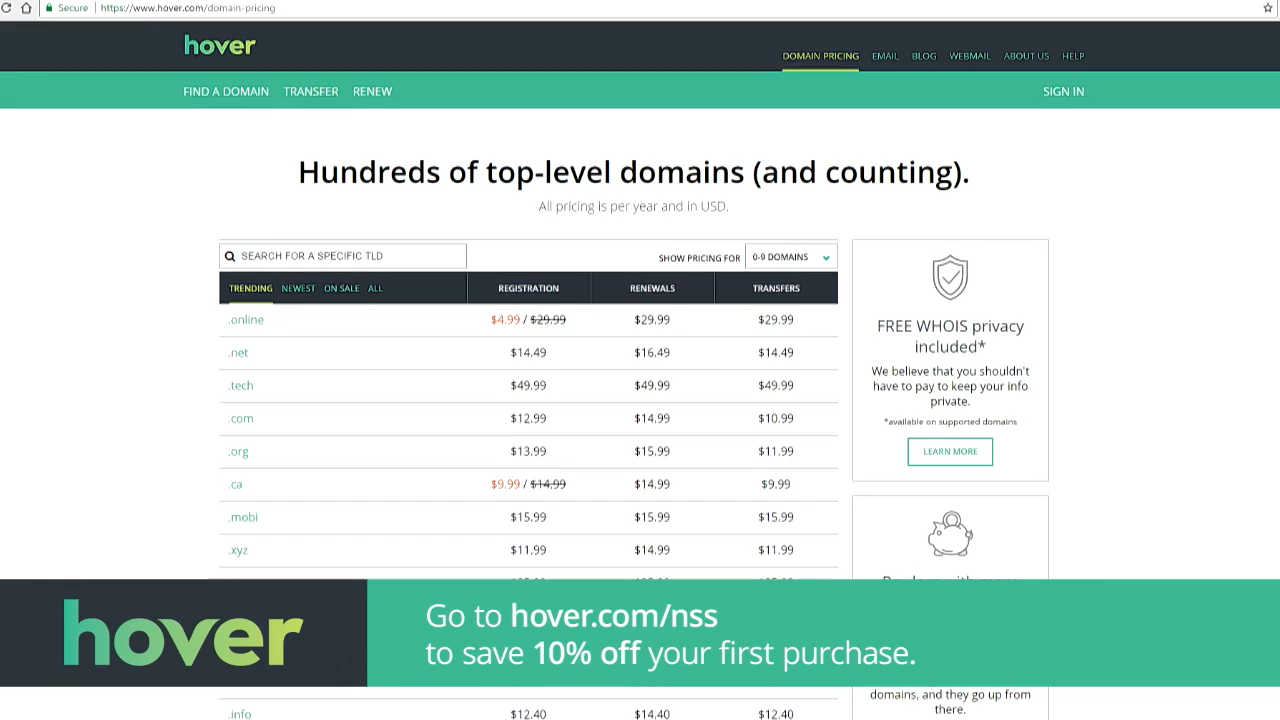 Secure
https://www.hover.com/domain-pricing
hover
DOMAIN PRICING EMAIL BLOG WEBMAIL ABOUT US HELP
FIND A DOMAIN TRANSFER RENEW SIGN IN
Hundreds of top-level domains (and counting).
All pricing is per year and in USD.
SEARCH FOR A SPECIFIC TLD SHOW PRICING FOR 0-9 DOMAINS
TRENDING NEWEST ON SALE ALL REGISTRATION RENEWALS TRANSFERS
.online $4.99 / $29.99 $29.99 $29.99
.net $14.49 $16.49 $14.49
.tech $49.99 $49.99 $49.99
.com $12.99 $14.99 $10.99
.org $13.99 $15.99 $11.99
.ca $9.99 / $14.99 $14.99 $9.99
.mobi $15.99 $15.99 $15.99
.xyz $11.99 $14.99 $11.99
FREE WHOIS privacy
included*
We believe that you shouldn't
have to pay to keep your info
private.
*available on supported domains
LEARN MORE
hover
Go to hover.com/nss
to save 10% off your first purchase.
domains, and they go up from
there.
.info $12.40 $14.40 $12.40